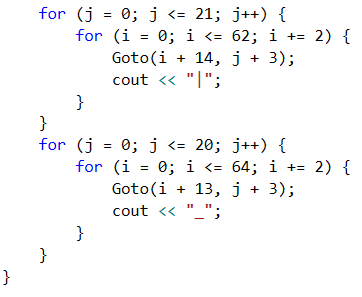 for (j = 0; j <= 21; j++) {
for (i = 0; i <= 62; i += 2) {
Goto(i + 14, j + 3);
cout << "|";
}
}
for (j = 0; j <= 20; j++) {
for (i = 0; i <= 64; i += 2) {
Goto(i + 13, j + 3);
cout << "_";
}
}
}